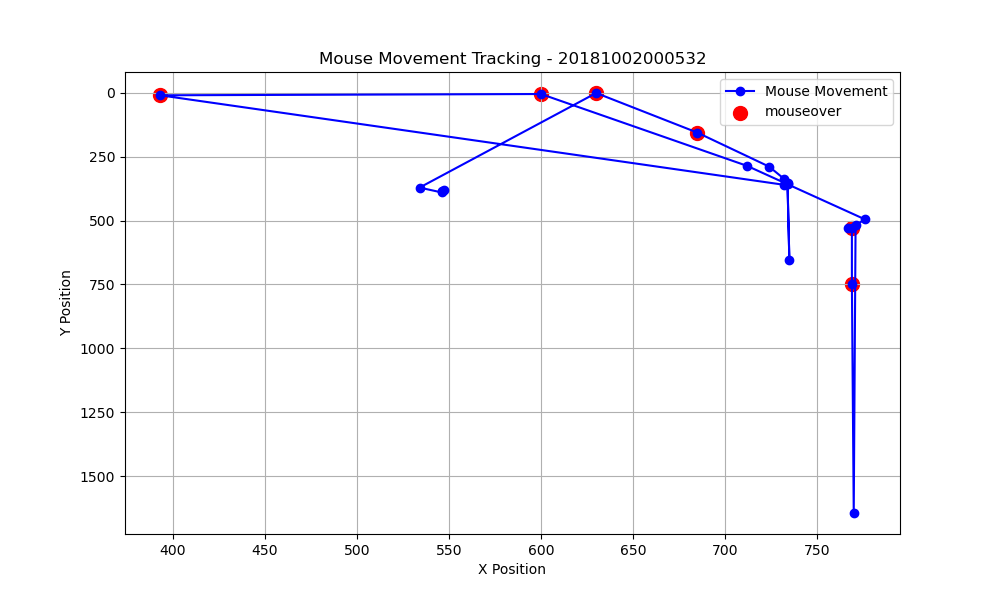 Mouse Movement Tracking - 20181002000532
Mouse Movement
mouseover
0
250
500
750
1000
1250
1500
Y Position
400 450 500 550 600 650 700 750
X Position